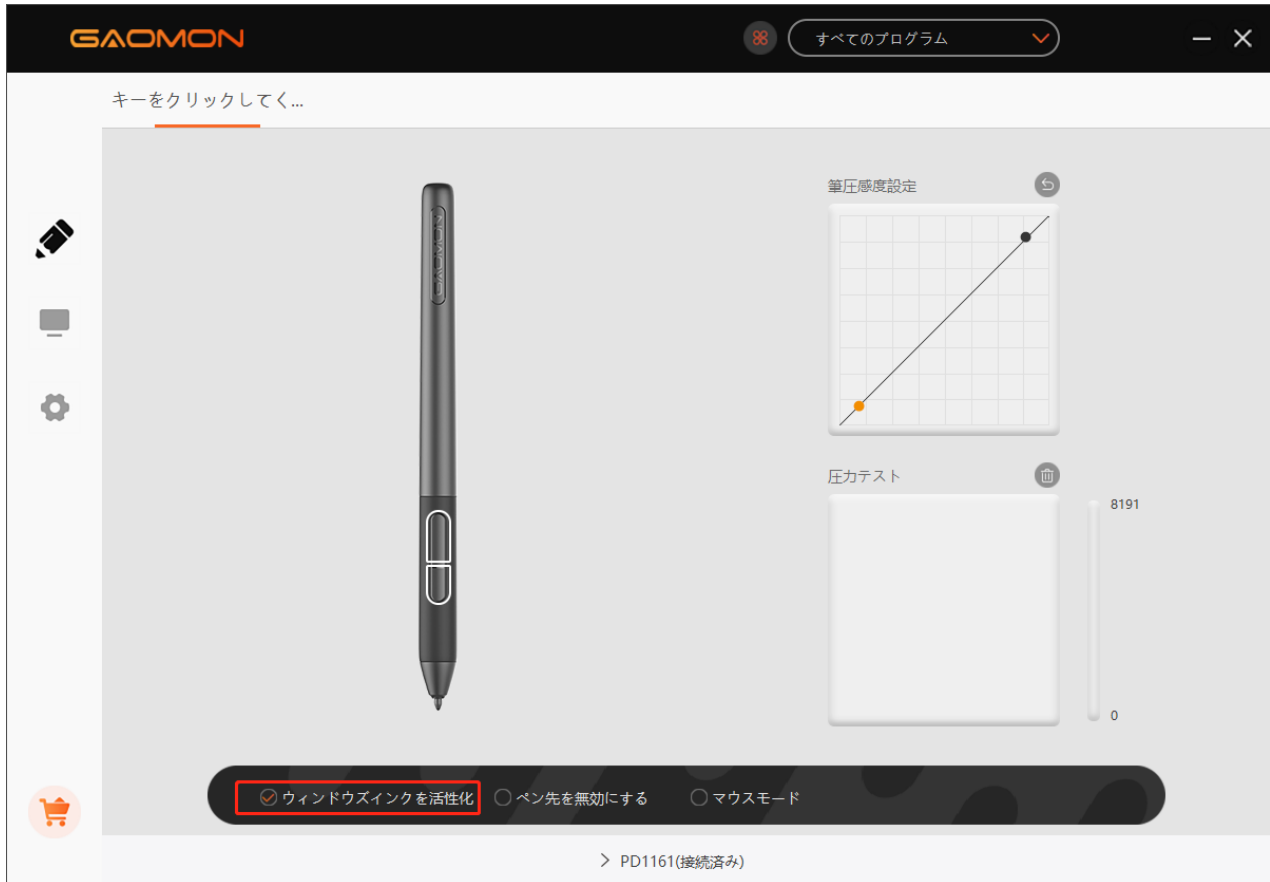 GAOMON
すべてのプログラム
キーをクリックしてく...
GAOMON
筆圧感度設定
圧力テスト
8191
0
ウィンドウズインクを活性化
ペン先を無効にする
マウスモード
PD1161(接続済み)